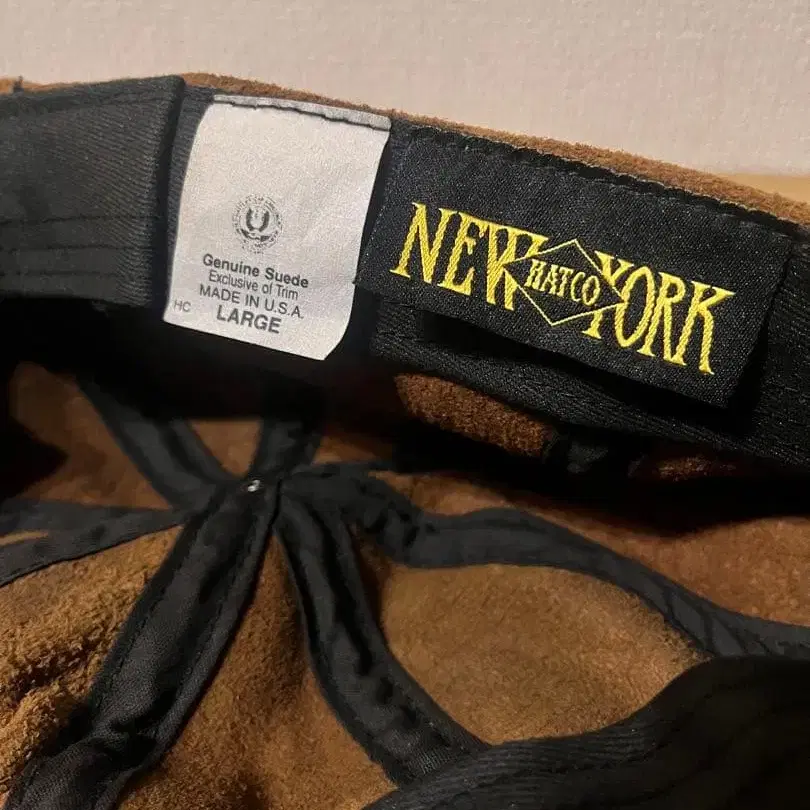 Genuine Suede
Exclusive of Trim
MADE IN U.S.A.
HC
LARGE
NEW HATCO YORK